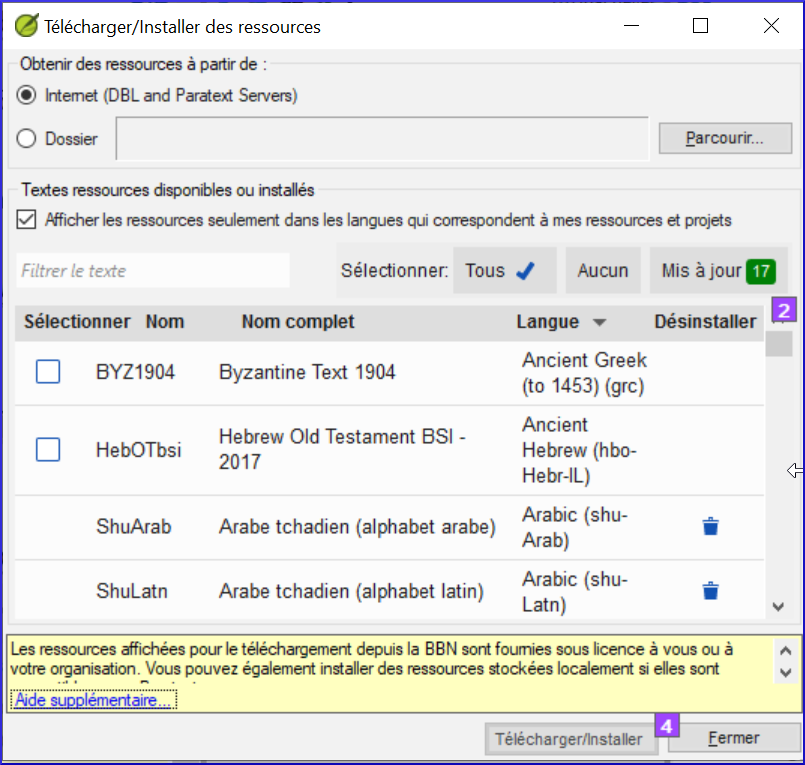 Télécharger/Installer des ressources
Obtenir des ressources à partir de :
Internet (DBL and Paratext Servers)
Dossier
Parcourir...
Textes ressources disponibles ou installés
Afficher les ressources seulement dans les langues qui correspondent à mes ressources et projets
Filtrer le texte
Sélectionner: Tous Aucun Mis à jour 17
2
Sélectionner Nom Nom complet Langue Désinstaller
BYZ1904 Byzantine Text 1904 Ancient Greek
(to 1453) (grc)
HebOTbsi Hebrew Old Testament BSI -
2017
Ancient
Hebrew (hbo-
Hebr-IL)
ShuArab Arabe tchadien (alphabet arabe) Arabic (shu-
Arab)
ShuLatn Arabe tchadien (alphabet latin) Arabic (shu-
Latn)
Les ressources affichées pour le téléchargement depuis la BBN sont fournies sous licence à vous ou à
votre organisation. Vous pouvez également installer des ressources stockées localement si elles sont
Aide supplémentaire...
4
Télécharger/Installer Fermer